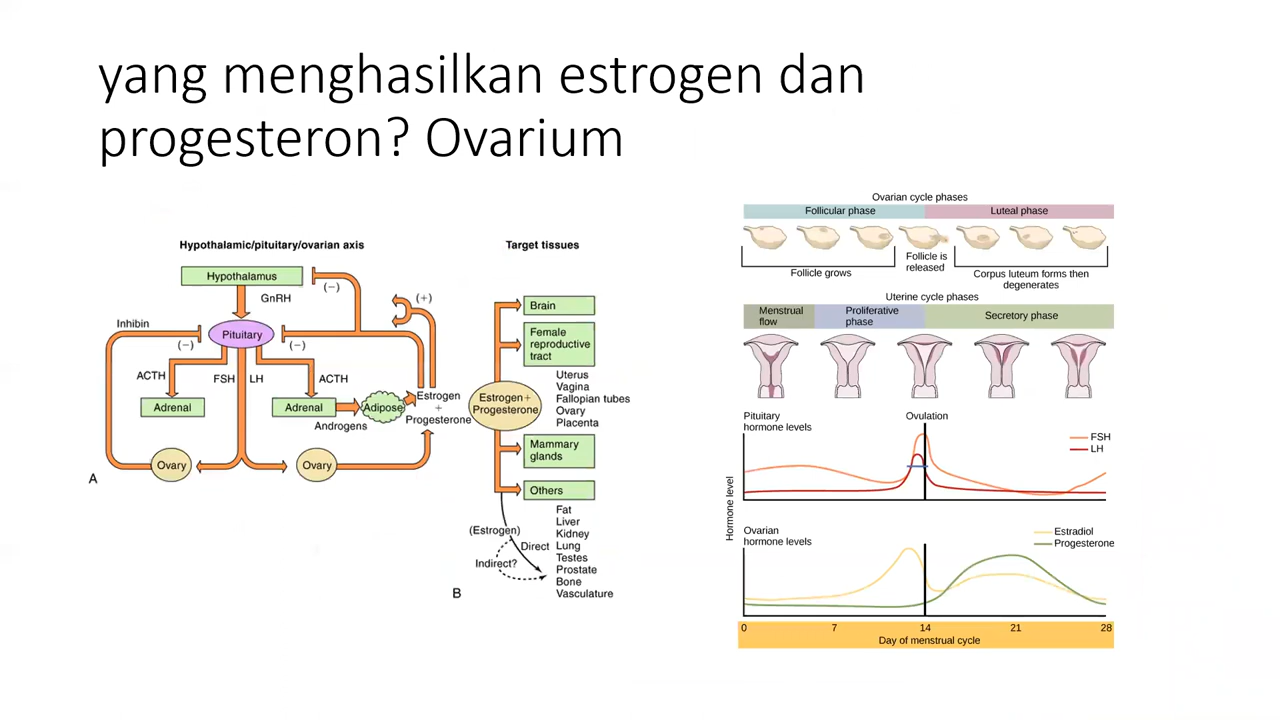 yang menghasilkan estrogen dan
progesteron? Ovarium
Hypothalamic/pituitary/ovarian axis
Hypothalamus
(−)
GnRH
(+)
Inhibin
Pituitary
(−)
(−)
ACTH
FSH
LH
ACTH
Adrenal
Adrenal
Adipose
Androgens
Estrogen
+
Progesterone
Ovary
Ovary
A
Target tissues
Brain
Female
reproductive
tract
Uterus
Vagina
Fallopian tubes
Ovary
Placenta
Estrogen+
Progesterone
Mammary
glands
Others
Fat
Liver
Kidney
Lung
Testes
Prostate
Bone
Vasculature
(Estrogen)
Direct
Indirect?
B
Ovarian cycle phases
Follicular phase
Luteal phase
Follicle grows
Follicle is
released
Corpus luteum forms then
degenerates
Uterine cycle phases
Menstrual
flow
Proliferative
phase
Secretory phase
Pituitary
hormone levels
Ovulation
FSH
LH
Hormone level
Ovarian
hormone levels
Estradiol
Progesterone
0 7 14 21 28
Day of menstrual cycle